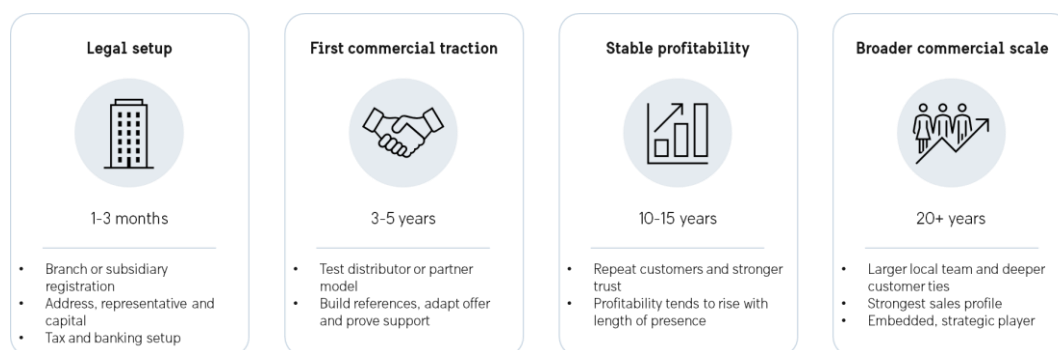 Legal setup
1-3 months
• Branch or subsidiary
registration
• Address, representative and
capital
• Tax and banking setup
First commercial traction
3-5 years
• Test distributor or partner
model
• Build references, adapt offer
and prove support
Stable profitability
10-15 years
• Repeat customers and stronger
trust
• Profitability tends to rise with
length of presence
Broader commercial scale
20+ years
• Larger local team and deeper
customer ties
• Strongest sales profile
• Embedded, strategic player